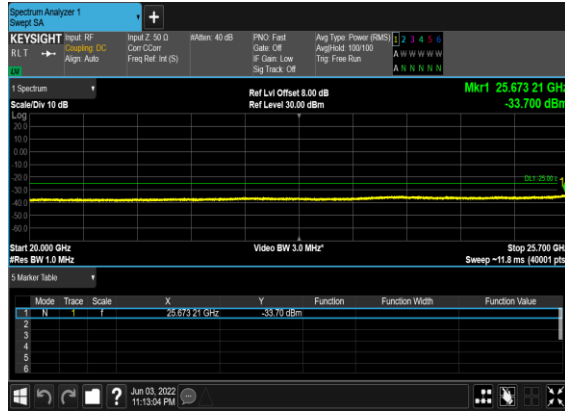 Spectrum Analyzer 1
Swept SA
KEYSIGHT Input: RF Input Z: 50 Ω #Atten: 40 dB PNO: Fast Avg Type: Power (RMS) 1 2 3 4 5 6
RLT Coupling: DC Corr CCorr Gate: Off Avg|Hold: 100/100 A W W W W W
Align: Auto Freq Ref: Int (S) IF Gain: Low Trig: Free Run
Sig Track: Off A N N N N N
1 Spectrum Ref Lvl Offset 8.00 dB Mkr1 25.673 21 GHz
Scale/Div 10 dB Ref Level 30.00 dBm -33.700 dBm
Log
20.0
10.0
0.00
-10.0
-20.0
DL1 -25.00
-30.0
-40.0
-50.0
-60.0
Start 20.000 GHz Video BW 3.0 MHz* Stop 25.700 GHz
#Res BW 1.0 MHz Sweep ~11.8 ms (40001 pts)
5 Marker Table
Mode Trace Scale X Y Function Function Width Function Value
1 N 1 f 25.673 21 GHz -33.70 dBm
2
3
4
5
6
? Jun 03, 2022
11:13:04 PM